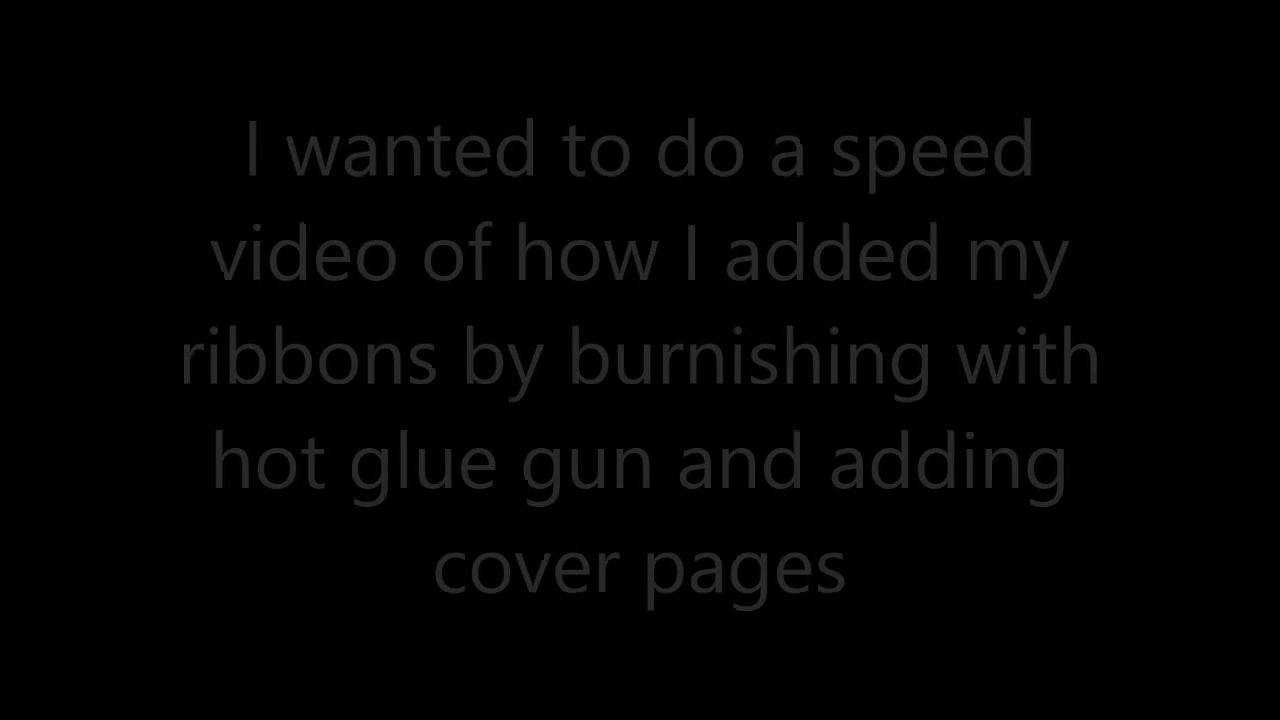 I wanted to do a speed
video of how I added my
ribbons by burnishing with
hot glue gun and adding
cover pages